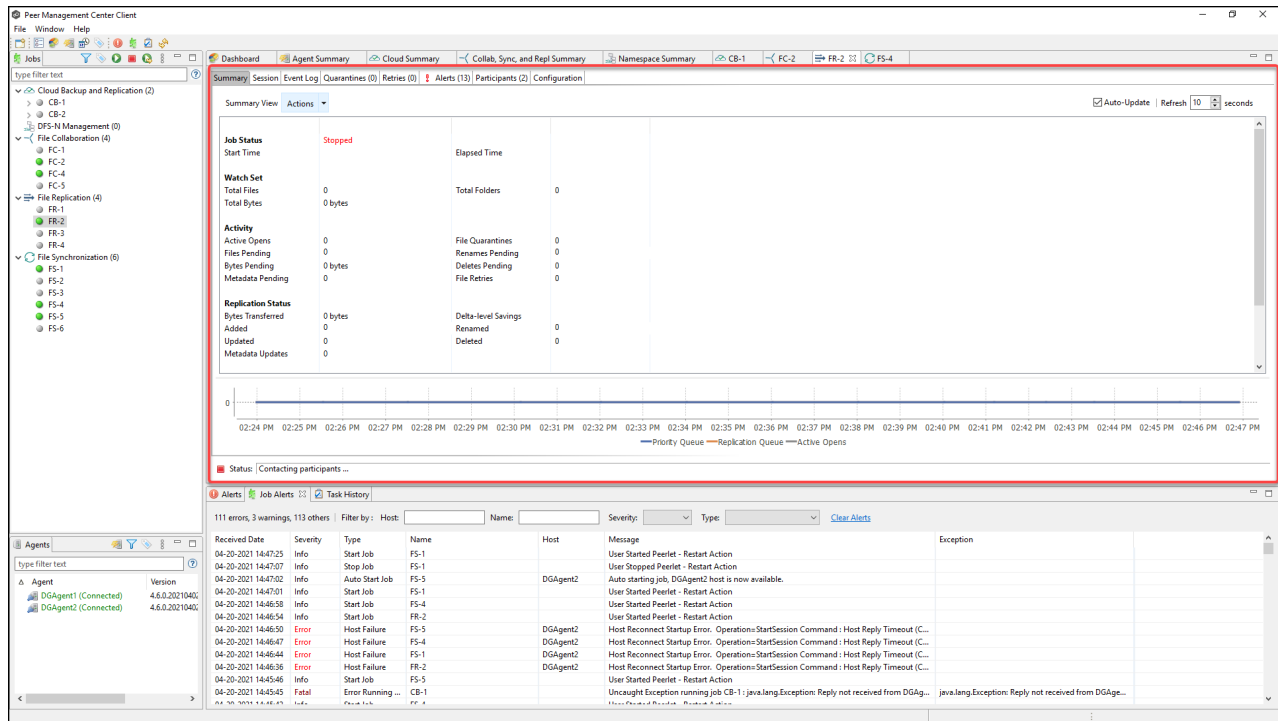 Peer Management Center Client
File Window Help
Jobs
type filter text
Cloud Backup and Replication (2)
CB-1
CB-2
DFS-N Management (0)
File Collaboration (4)
FC-1
FC-2
FC-4
FC-5
File Replication (4)
FR-1
FR-2
FR-3
FR-4
File Synchronization (6)
FS-1
FS-2
FS-3
FS-4
FS-5
FS-6
Agents
type filter text
Agent Version
DGAgent1 (Connected) 4.6.0.2021040
DGAgent2 (Connected) 4.6.0.2021040
Dashboard Agent Summary Cloud Summary Collab, Sync, and Repl Summary Namespace Summary CB-1 FC-2 FR-2 FS-4
Summary Session Event Log Quarantines (0) Retries (0) Alerts (13) Participants (2) Configuration
Summary View Actions Auto-Update Refresh 10 seconds
Job Status Stopped
Start Time Elapsed Time
Watch Set
Total Files 0 Total Folders 0
Total Bytes 0 bytes
Activity
Active Opens 0 File Quarantines 0
Files Pending 0 Renames Pending 0
Bytes Pending 0 bytes Deletes Pending 0
Metadata Pending 0 File Retries 0
Replication Status
Bytes Transferred 0 bytes Delta-level Savings
Added 0 Renamed 0
Updated 0 Deleted 0
Metadata Updates 0
0
02:24 PM 02:25 PM 02:26 PM 02:27 PM 02:28 PM 02:29 PM 02:30 PM 02:31 PM 02:32 PM 02:33 PM 02:34 PM 02:35 PM 02:36 PM 02:37 PM 02:38 PM 02:39 PM 02:40 PM 02:41 PM 02:42 PM 02:43 PM 02:44 PM 02:45 PM 02:46 PM 02:47 PM
Priority Queue Replication Queue Active Opens
Status: Contacting participants ...
Alerts Job Alerts Task History
111 errors, 3 warnings, 113 others Filter by : Host: Name: Severity: Type: Clear Alerts
Received Date Severity Type Name Host Message Exception
04-20-2021 14:47:25 Info Start Job FS-1 User Started Peerlet - Restart Action
04-20-2021 14:47:07 Info Stop Job FS-1 User Stopped Peerlet - Restart Action
04-20-2021 14:47:02 Info Auto Start Job FS-5 DGAgent2 Auto starting job, DGAgent2 host is now available.
04-20-2021 14:47:01 Info Start Job FS-1 User Started Peerlet - Restart Action
04-20-2021 14:46:58 Info Start Job FS-4 User Started Peerlet - Restart Action
04-20-2021 14:46:54 Info Start Job FR-2 User Started Peerlet - Restart Action
04-20-2021 14:46:50 Error Host Failure FS-5 DGAgent2 Host Reconnect Startup Error. Operation=StartSession Command : Host Reply Timeout (C...
04-20-2021 14:46:47 Error Host Failure FS-4 DGAgent2 Host Reconnect Startup Error. Operation=StartSession Command : Host Reply Timeout (C...
04-20-2021 14:46:44 Error Host Failure FS-1 DGAgent2 Host Reconnect Startup Error. Operation=StartSession Command : Host Reply Timeout (C...
04-20-2021 14:46:36 Error Host Failure FR-2 DGAgent2 Host Reconnect Startup Error. Operation=StartSession Command : Host Reply Timeout (C...
04-20-2021 14:45:46 Info Start Job FS-5 User Started Peerlet - Restart Action
04-20-2021 14:45:45 Fatal Error Running ... CB-1 Uncaught Exception running job CB-1 : java.lang.Exception: Reply not received from DGAg... java.lang.Exception: Reply not received from DGAge...